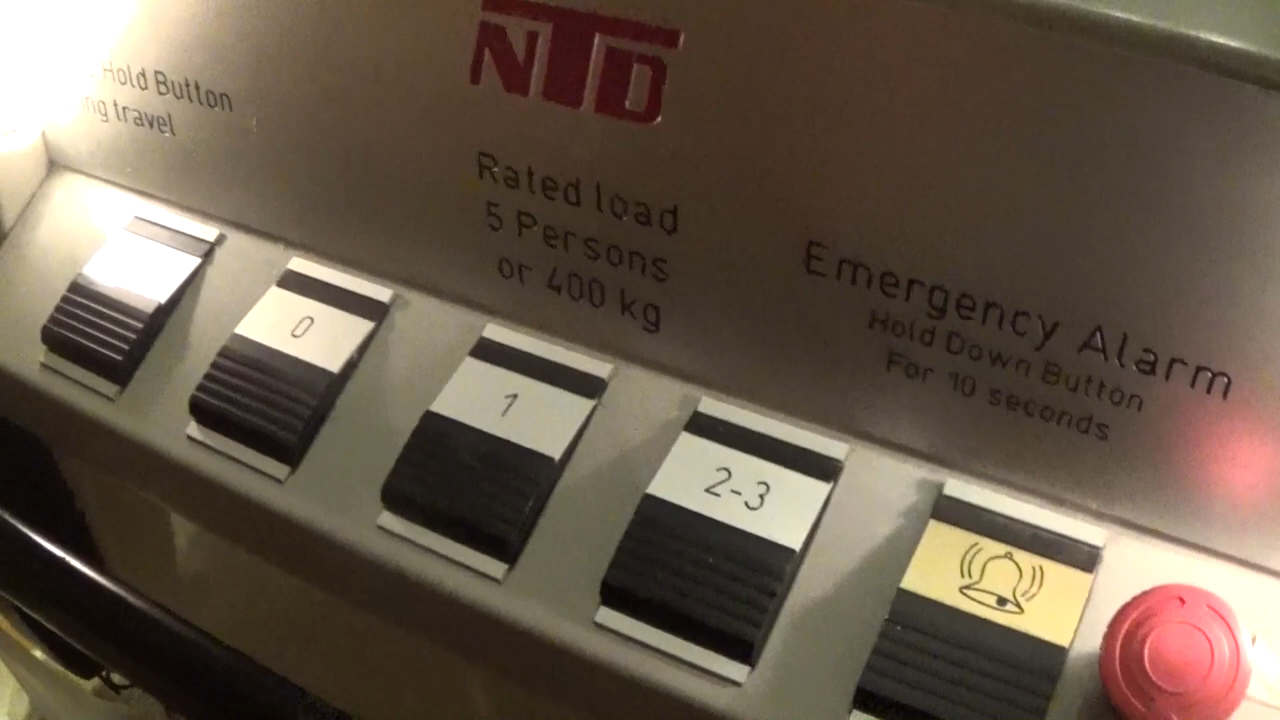 Hold Button
travel
NTD
Rated load
5 Persons
or 400 kg
Emergency Alarm
Hold Down Button
For 10 seconds
0
1
2-3